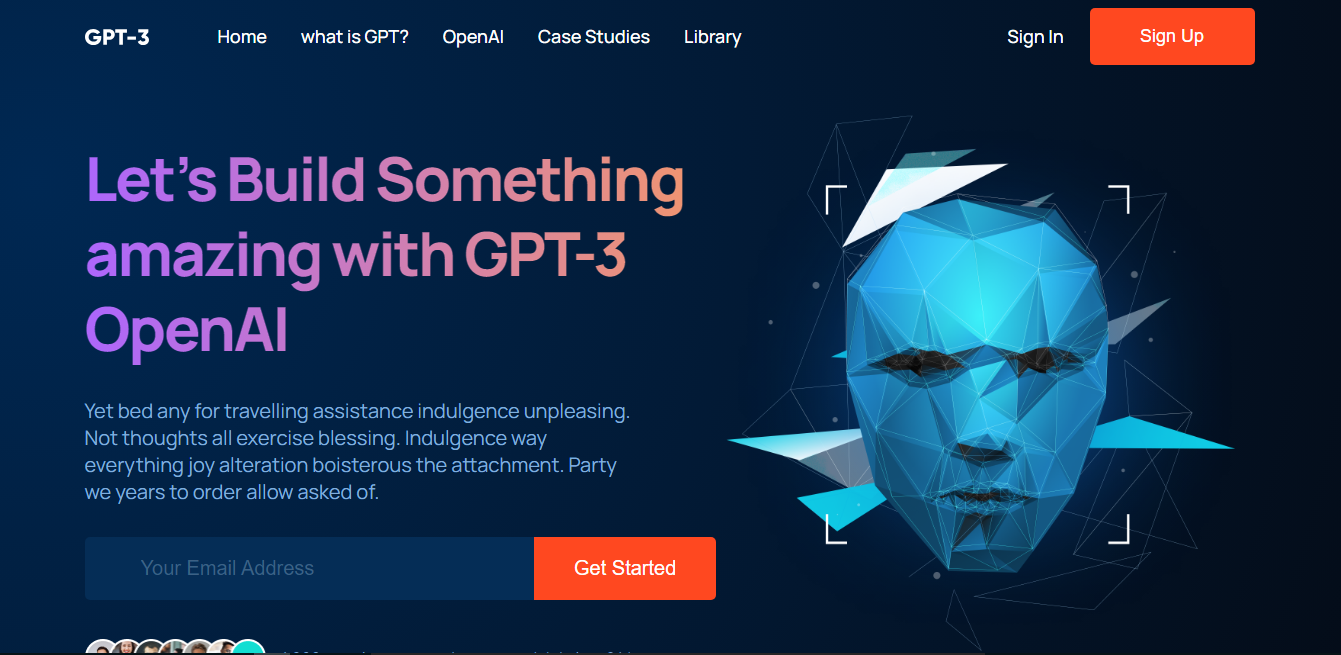 GPT-3 Home what is GPT? OpenAI Case Studies Library Sign In Sign Up
Let’s Build Something
amazing with GPT-3
OpenAI
Yet bed any for travelling assistance indulgence unpleasing.
Not thoughts all exercise blessing. Indulgence way
everything joy alteration boisterous the attachment. Party
we years to order allow asked of.
Your Email Address Get Started